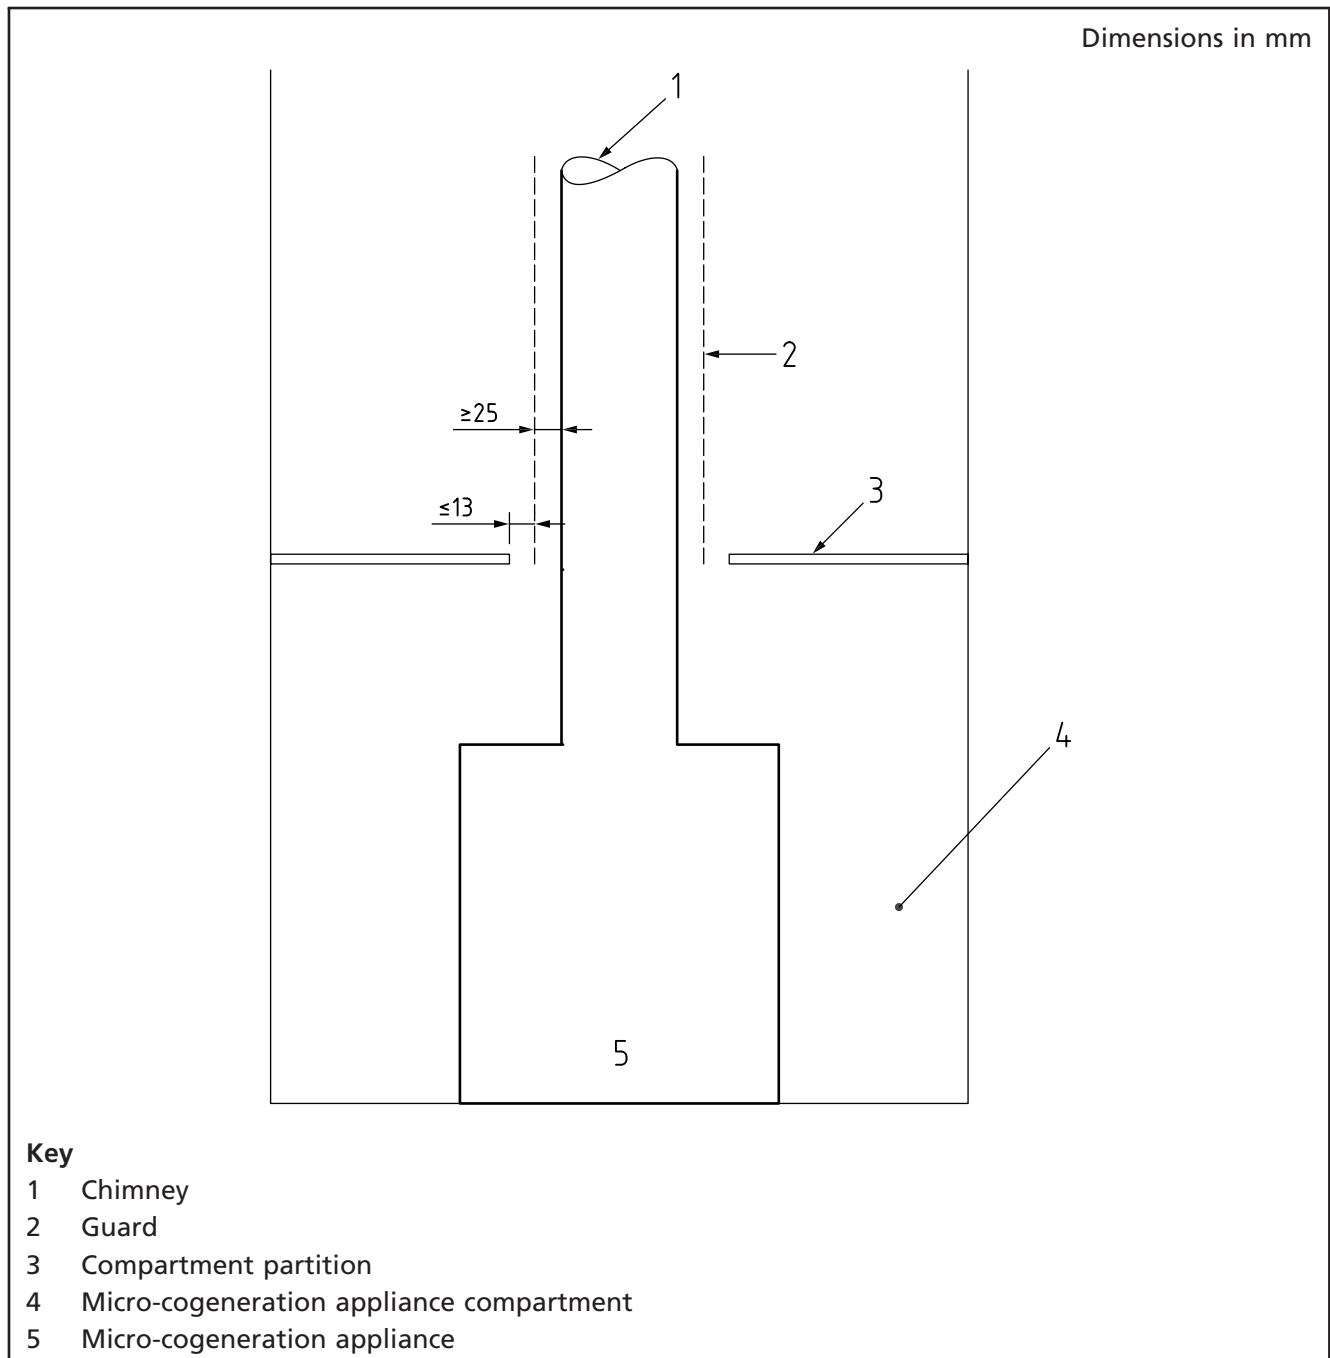 Dimensions in mm
1
2
≥25
3
≤13
4
5
Key
1 Chimney
2 Guard
3 Compartment partition
4 Micro-cogeneration appliance compartment
5 Micro-cogeneration appliance